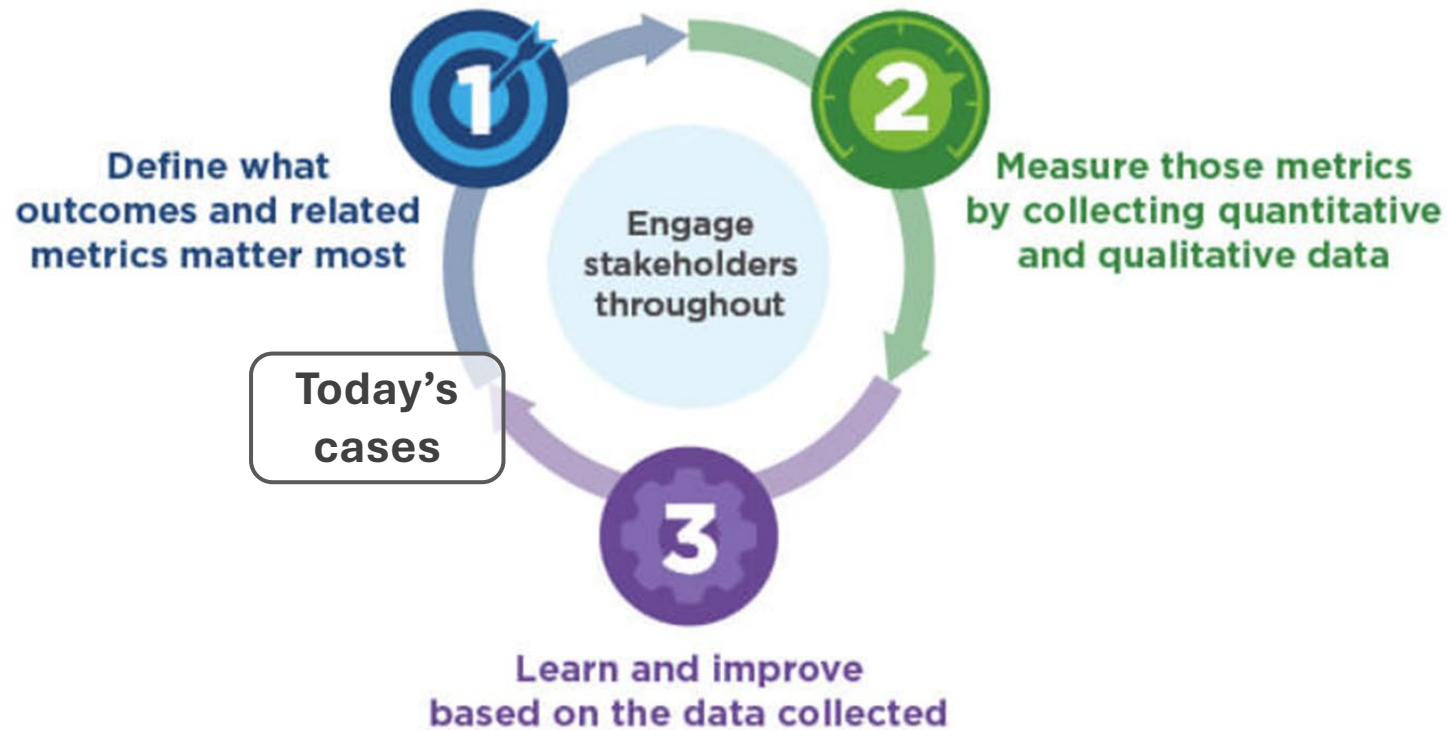 1
Define what
outcomes and related
metrics matter most
2
Measure those metrics
by collecting quantitative
and qualitative data
Engage
stakeholders
throughout
Today’s
cases
3
Learn and improve
based on the data collected